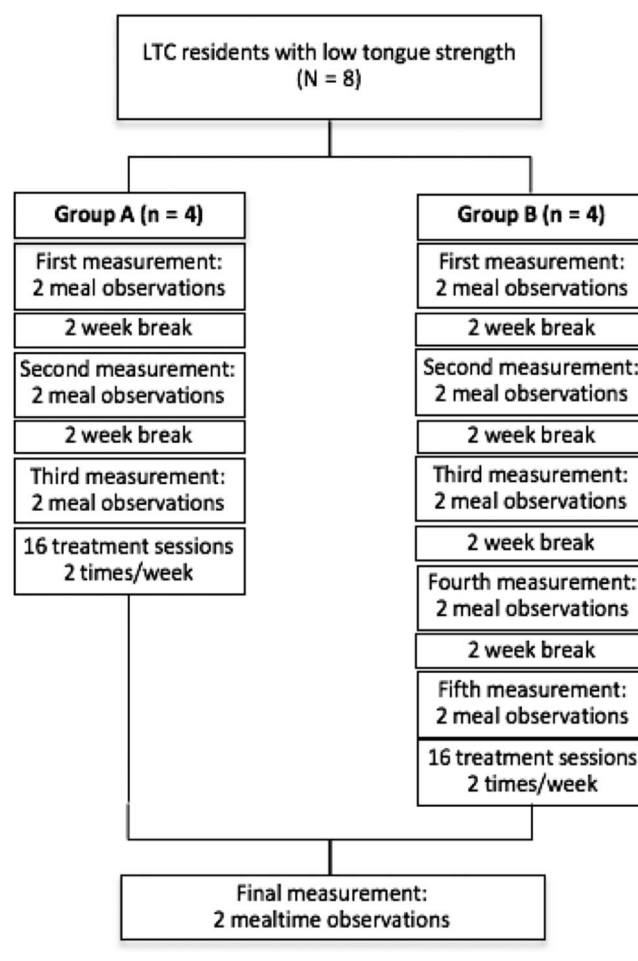 LTC residents with low tongue strength
(N = 8)
Group A (n = 4)
First measurement:
2 meal observations
2 week break
Second measurement:
2 meal observations
2 week break
Third measurement:
2 meal observations
16 treatment sessions
2 times/week
Group B (n = 4)
First measurement:
2 meal observations
2 week break
Second measurement:
2 meal observations
2 week break
Third measurement:
2 meal observations
2 week break
Fourth measurement:
2 meal observations
2 week break
Fifth measurement:
2 meal observations
16 treatment sessions
2 times/week
Final measurement:
2 mealtime observations